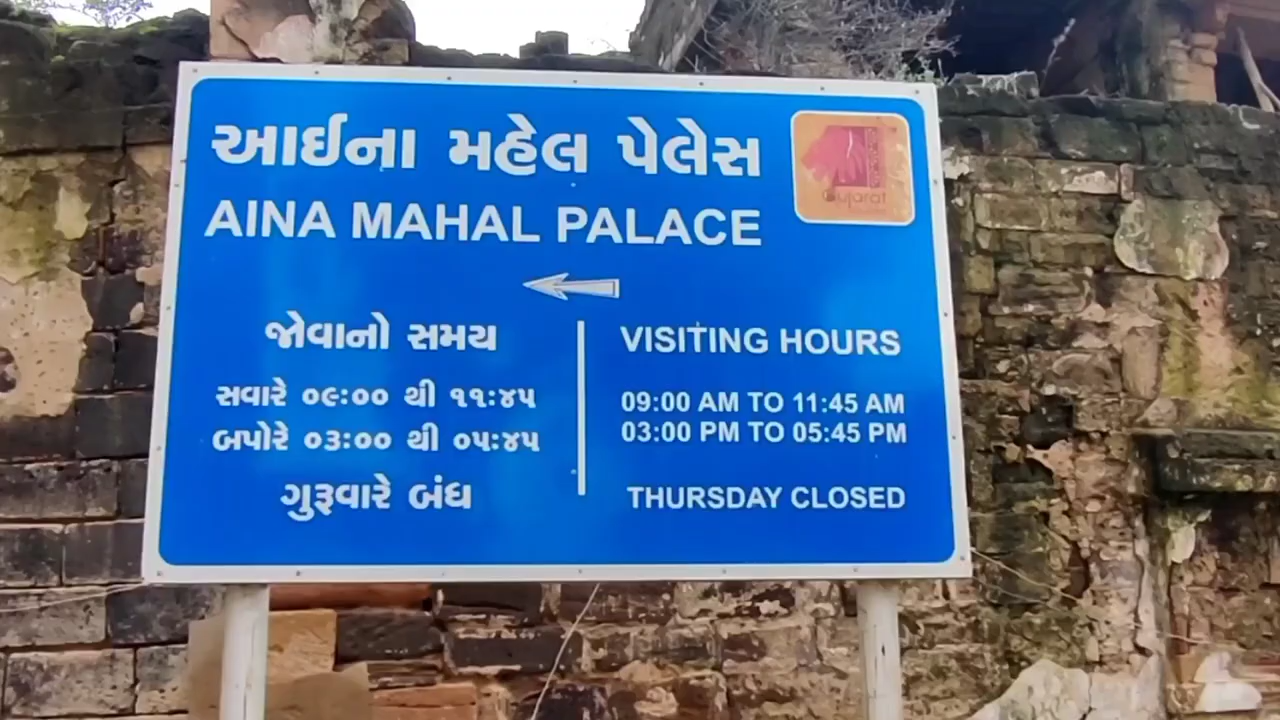 આઈના મહેલ પેલેસ
AINA MAHAL PALACE
Gujarat
જોવાનો સમય
સવારે ૦૯:૦૦ થી ૧૧:૪૫
બપોરે ૦૩:૦૦ થી ૦૫:૪૫
ગુરૂવારે બંધ
VISITING HOURS
09:00 AM TO 11:45 AM
03:00 PM TO 05:45 PM
THURSDAY CLOSED